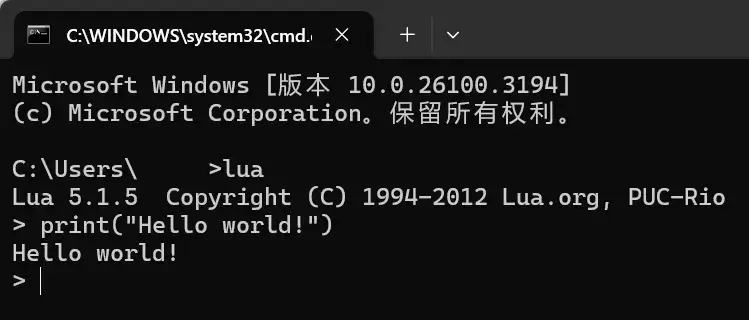 C:\WINDOWS\system32\cmd.
Microsoft Windows [版本 10.0.26100.3194]
(c) Microsoft Corporation。保留所有权利。
C:\Users\      >lua
Lua 5.1.5  Copyright (C) 1994-2012 Lua.org, PUC-Rio
> print("Hello world!")
Hello world!
>